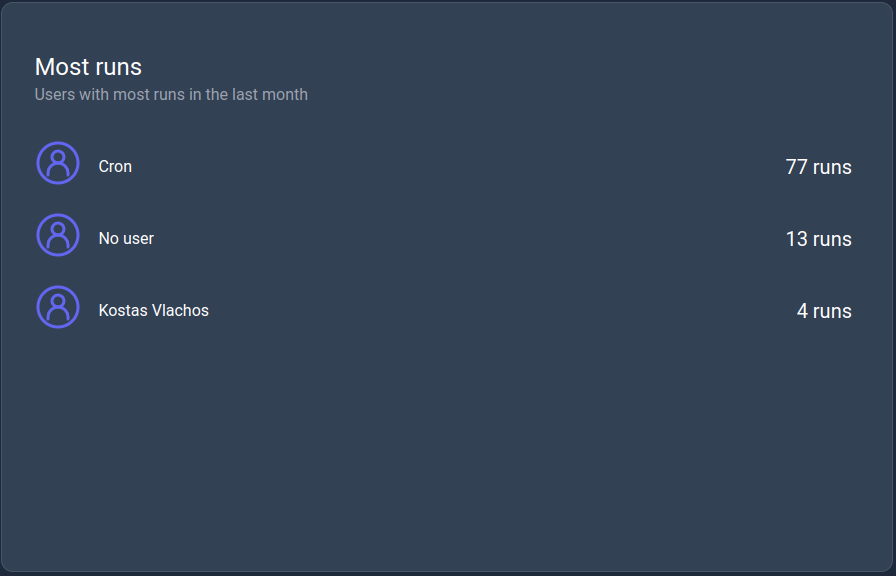 Most runs
Users with most runs in the last month
Cron 77 runs
No user 13 runs
Kostas Vlachos 4 runs